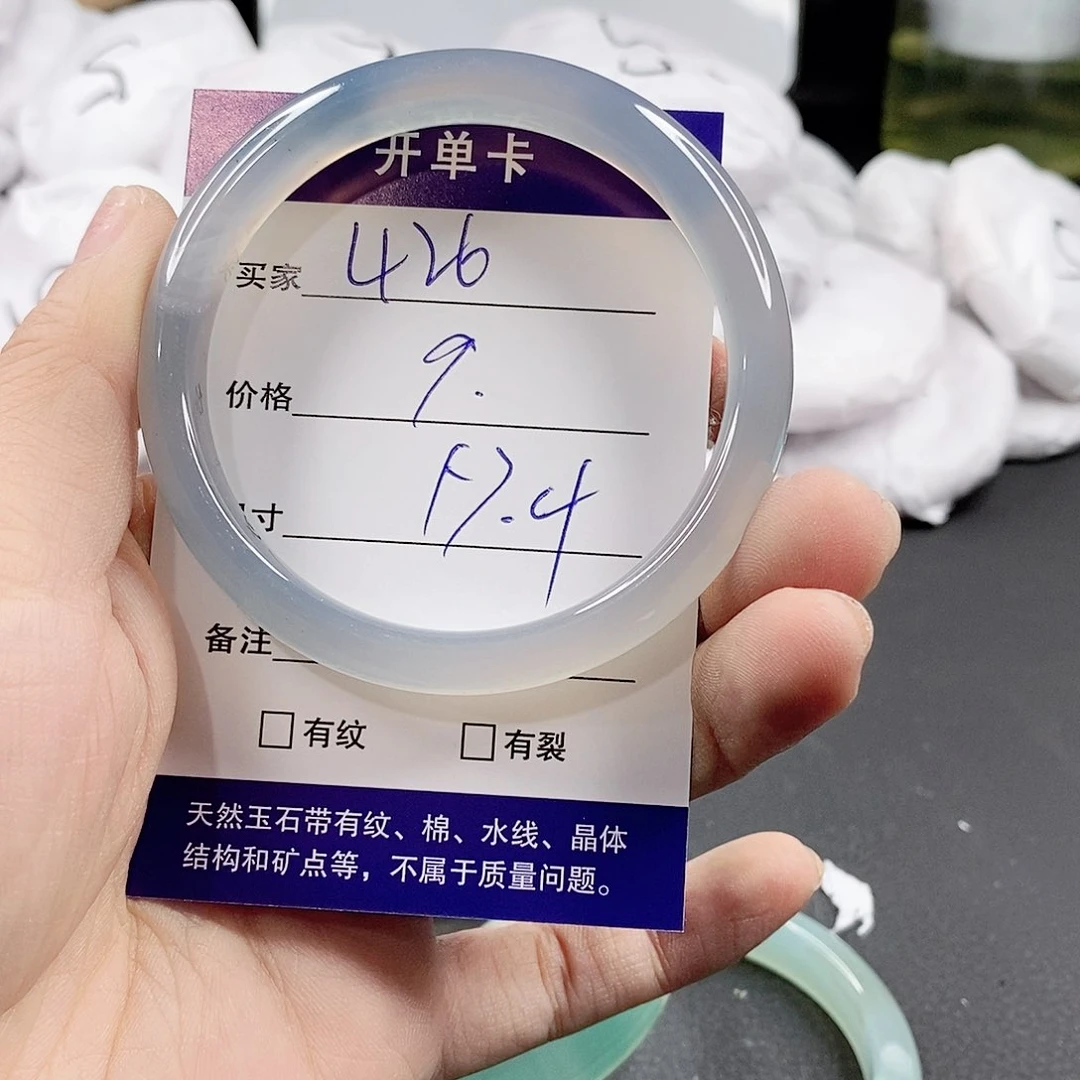 开单卡
买家 426
价格 9.
寸 57.4
备注
有纹 有裂
天然玉石带有纹、棉、水线、晶体
结构和矿点等，不属于质量问题。